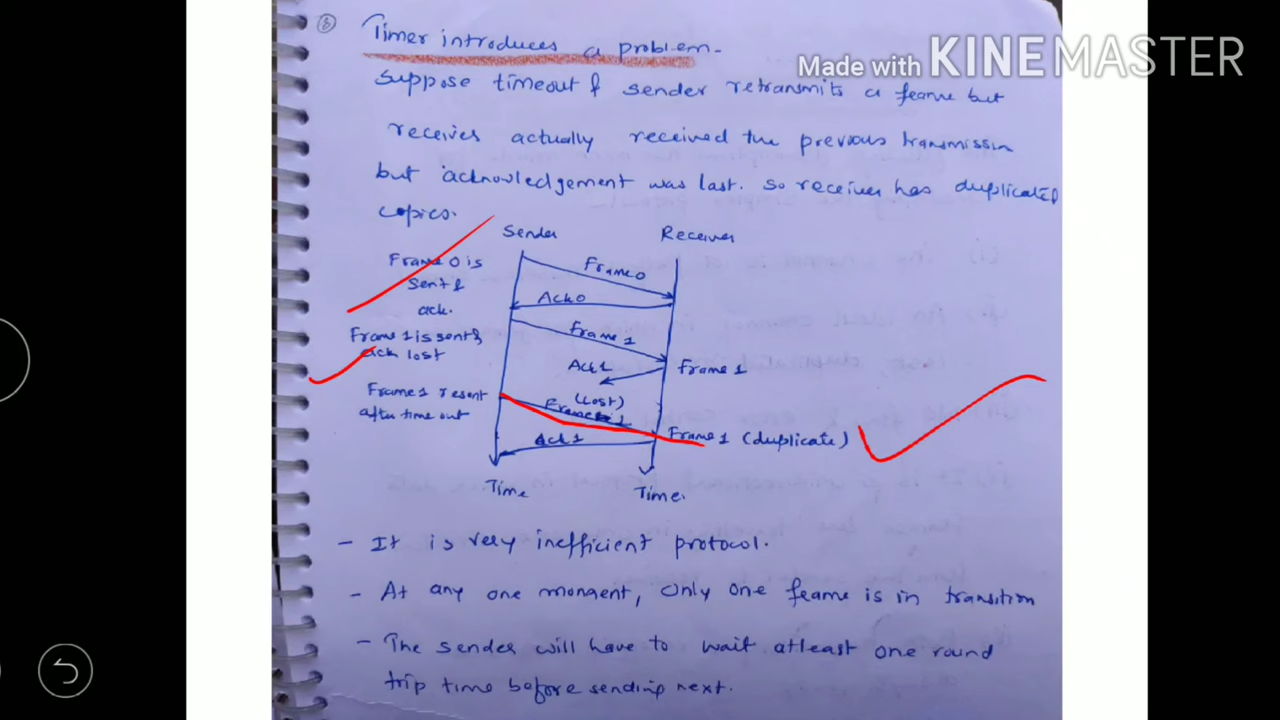 8
Timer introduces a problem.
Made with KINEMASTER
Suppose timeout & sender retransmits a frame but
receiver actually received the previous transmission
but acknowledgement was last. so receiver has duplicated
copies.
Sender Receiver
Frame 0 is
sent &
ack.
Frame 0
Ack 0
Frame 1 is sent &
ack lost
Frame 1
Ack 1
Frame 1
(Lost)
Frame 1 resent
after time out
Frame 1
Frame 1 (duplicate)
Ack 1
Time Time.
- It is very inefficient protocol.
- At any one moment, only one frame is in transition
- The sender will have to wait atleast one round
trip time before sending next.